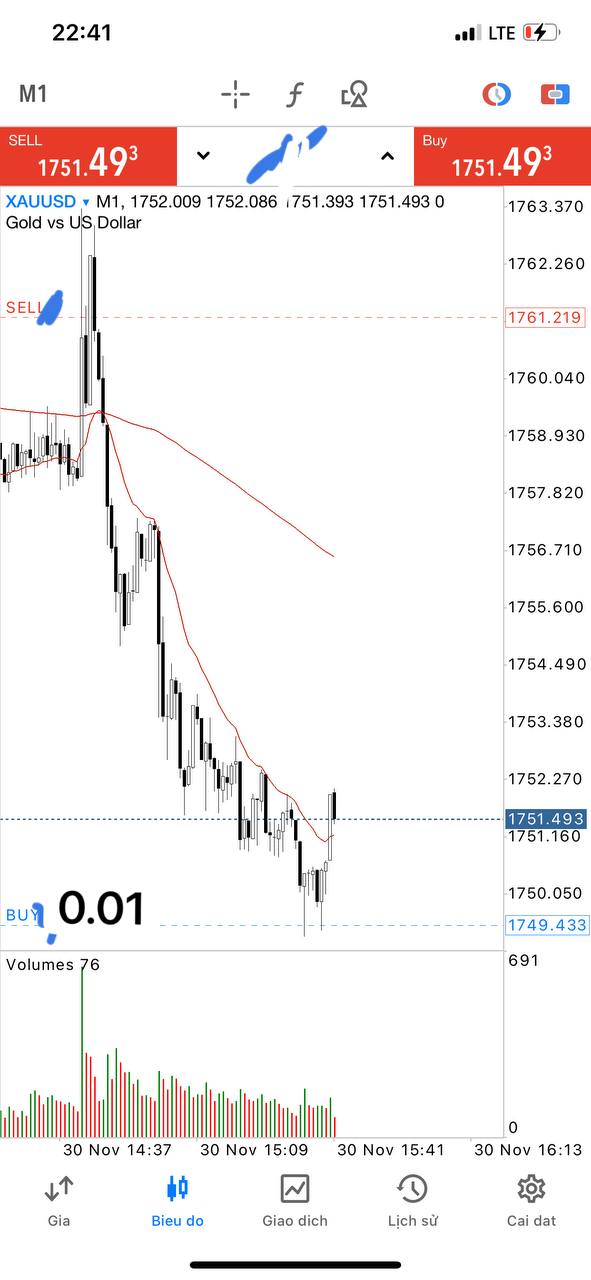 22:41 LTE
M1 f
SELL Buy
1751.49³ 1751.49³
XAUUSD M1, 1752.009 1752.086 1751.393 1751.493 0
Gold vs US Dollar
1763.370
1762.260
SELL 1761.219
1760.040
1758.930
1757.820
1756.710
1755.600
1754.490
1753.380
1752.270
1751.493
1751.160
1750.050
BUY 0.01 1749.433
Volumes 76 691
0
30 Nov 14:37 30 Nov 15:09 30 Nov 15:41 30 Nov 16:13
Gia Bieu do Giao dich Lịch sử Cai dat